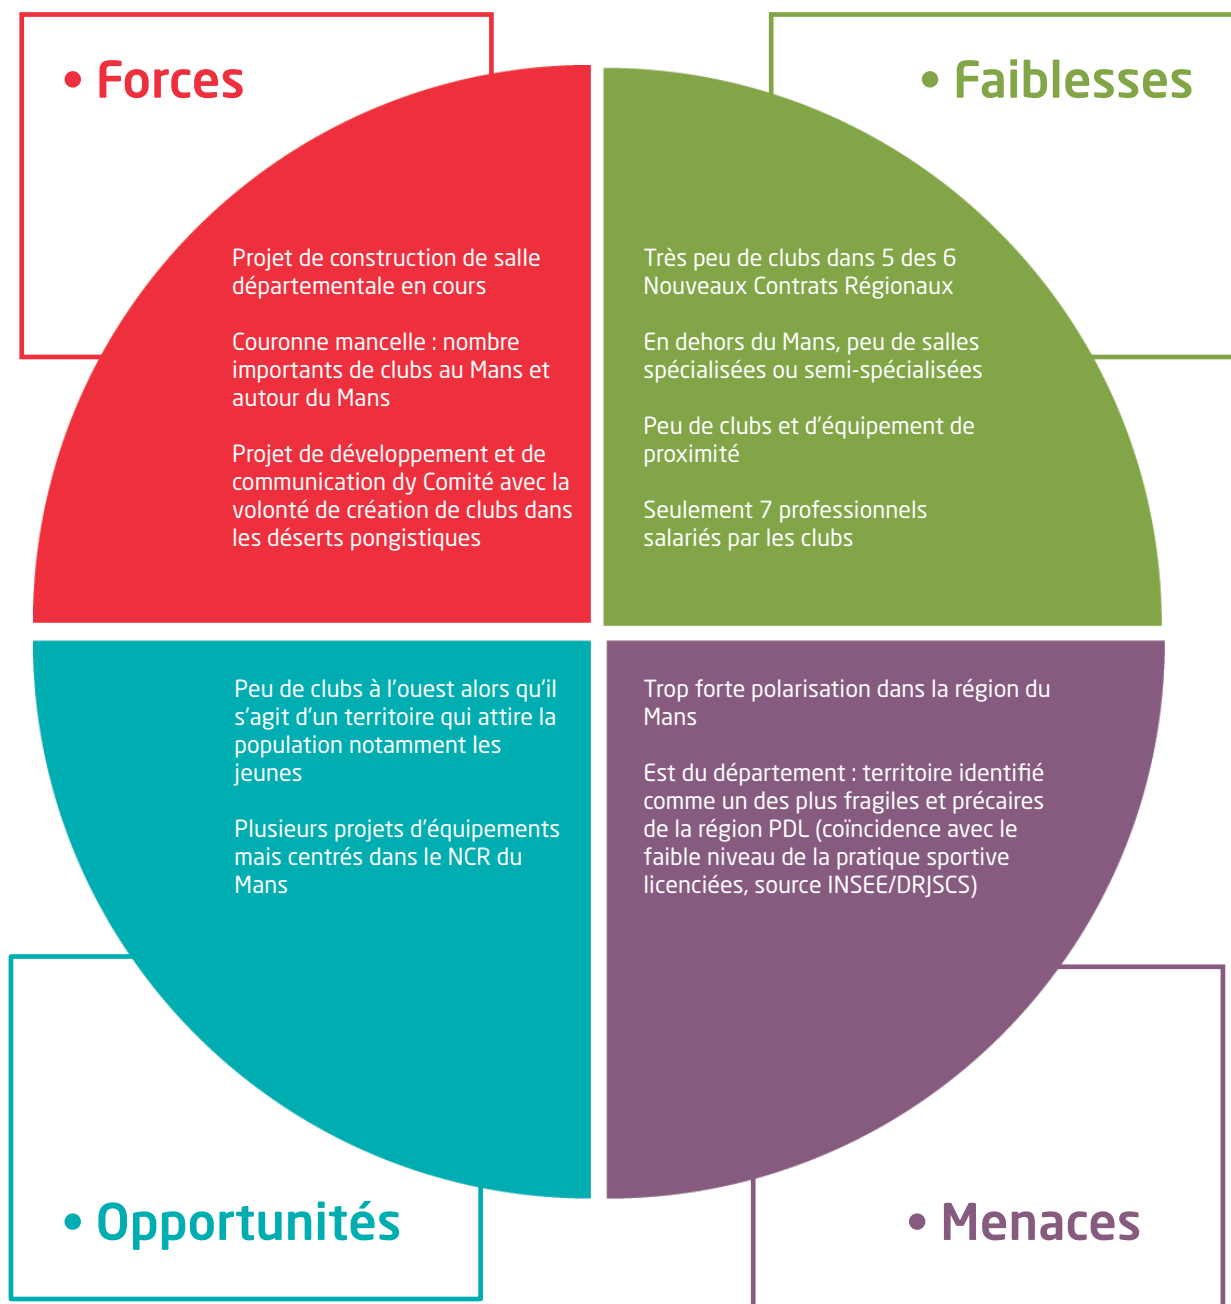 • Forces
Projet de construction de salle
départementale en cours
Couronne mancelle : nombre
importants de clubs au Mans et
autour du Mans
Projet de développement et de
communication dy Comité avec la
volonté de création de clubs dans
les déserts pongistiques
• Faiblesses
Très peu de clubs dans 5 des 6
Nouveaux Contrats Régionaux
En dehors du Mans, peu de salles
spécialisées ou semi-spécialisées
Peu de clubs et d'équipement de
proximité
Seulement 7 professionnels
salariés par les clubs
Peu de clubs à l'ouest alors qu'il
s'agit d'un territoire qui attire la
population notamment les
jeunes
Plusieurs projets d'équipements
mais centrés dans le NCR du
Mans
• Opportunités
Trop forte polarisation dans la région du
Mans
Est du département : territoire identifié
comme un des plus fragiles et précaires
de la région PDL (coïncidence avec le
faible niveau de la pratique sportive
licenciées, source INSEE/DRJSCS)
• Menaces